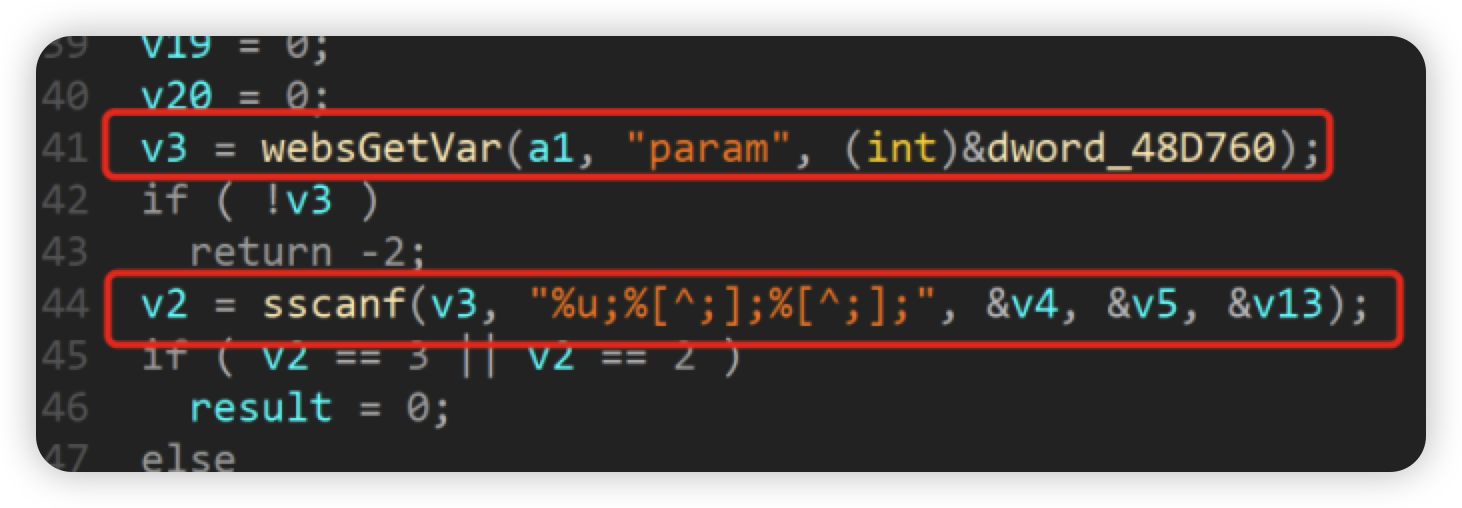 39 v19 = 0;
40 v20 = 0;
41 v3 = websGetVar(a1, "param", (int)&dword_48D760);
42 if ( !v3 )
43 return -2;
44 v2 = sscanf(v3, "%u;%[^;];%[^;];", &v4, &v5, &v13);
45 if ( v2 == 3 || v2 == 2 )
46 result = 0;
47 else